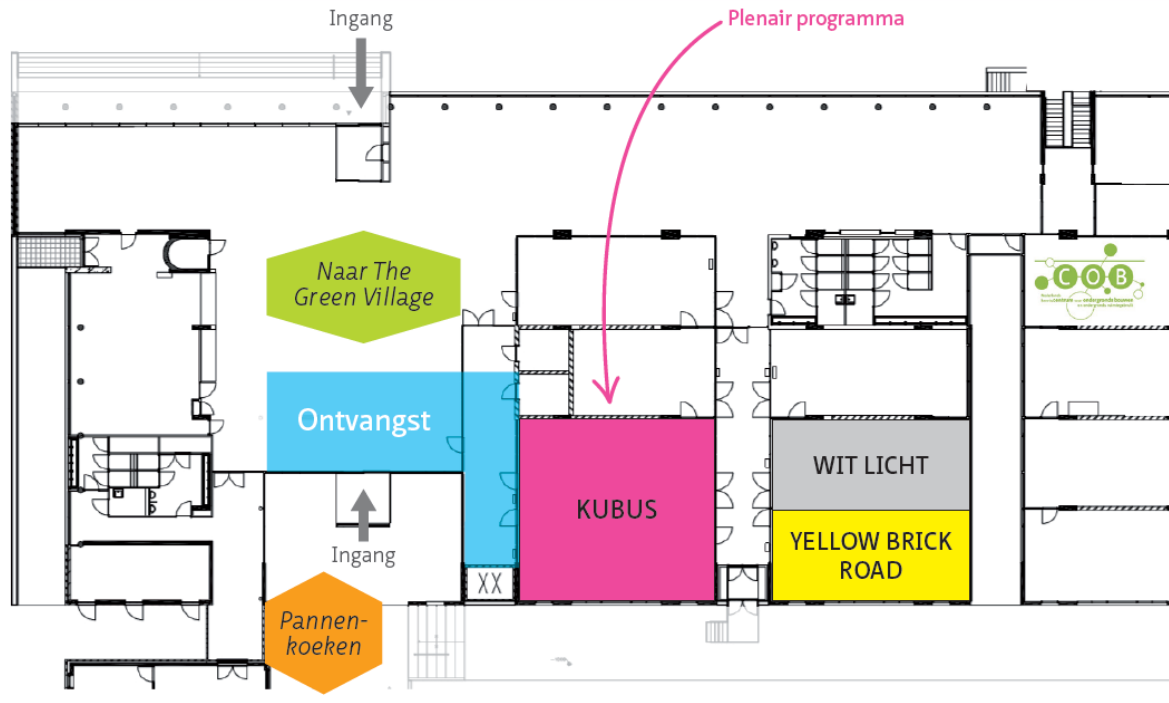 Ingang
Plenair programma
Naar The
Green Village
COB
Ontvangst
WIT LICHT
KUBUS
YELLOW BRICK
ROAD
Ingang
XX
Pannen-
koeken